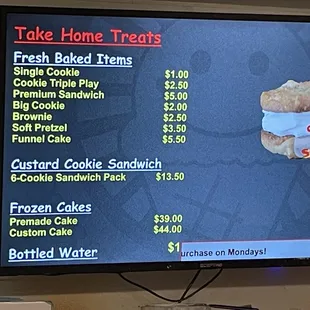 Take Home Treats
Fresh Baked Items
Single Cookie $1.00
Cookie Triple Play $2.50
Premium Sandwich $5.00
Big Cookie $2.00
Brownie $2.50
Soft Pretzel $3.50
Funnel Cake $5.50
Custard Cookie Sandwich
6-Cookie Sandwich Pack $13.50
Frozen Cakes
Premade Cake $39.00
Custom Cake $44.00
Bottled Water $1
urchase on Mondays!